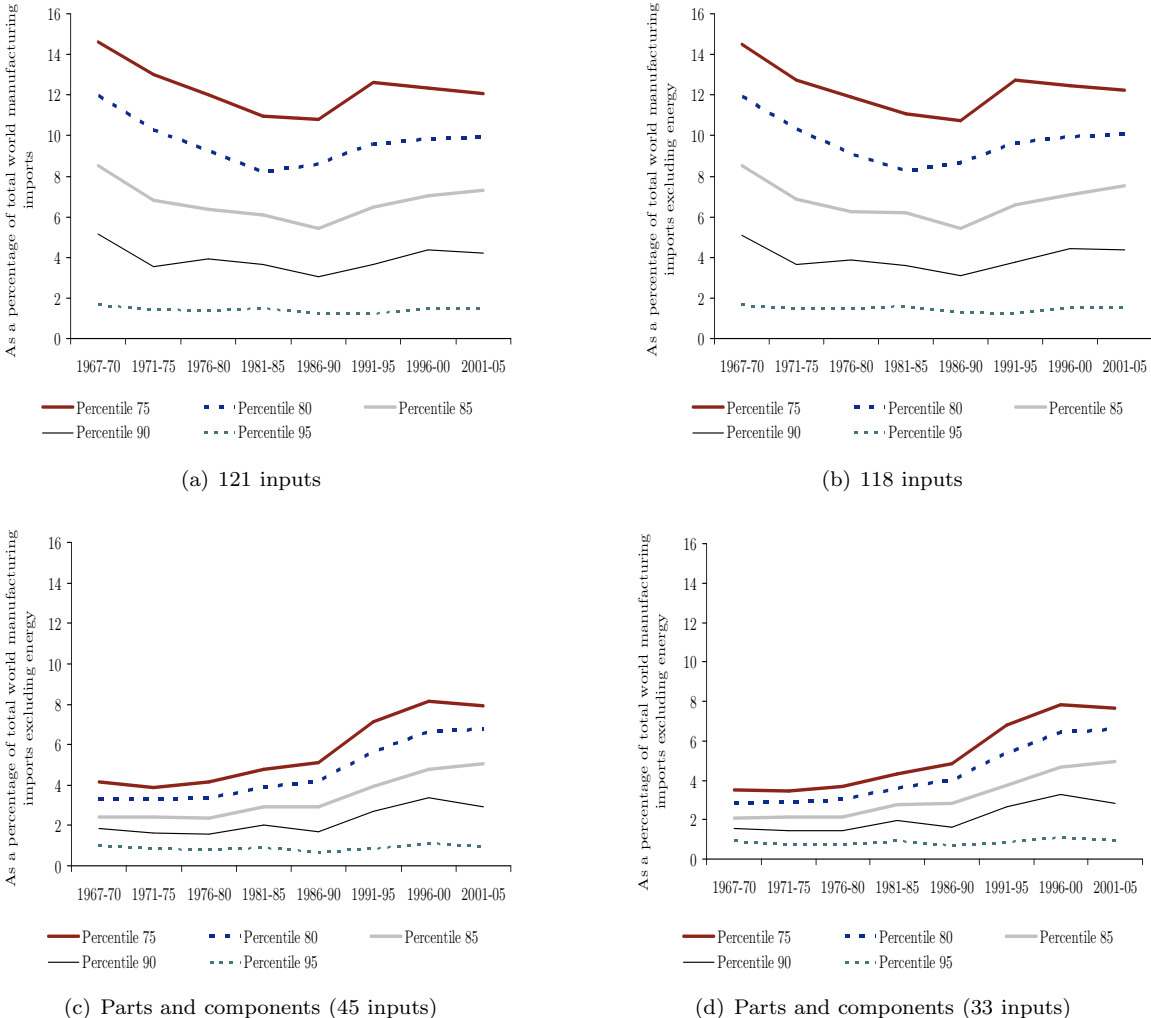 As a percentage of total world manufacturing
imports
16
14
12
10
8
6
4
2
0
1967-70 1971-75 1976-80 1981-85 1986-90 1991-95 1996-00 2001-05
Percentile 75 Percentile 80 Percentile 85
Percentile 90 Percentile 95
(a) 121 inputs
As a percentage of total world manufacturing
imports excluding energy
16
14
12
10
8
6
4
2
0
1967-70 1971-75 1976-80 1981-85 1986-90 1991-95 1996-00 2001-05
Percentile 75 Percentile 80 Percentile 85
Percentile 90 Percentile 95
(b) 118 inputs
As a percentage of total world manufacturing
imports excluding energy
16
14
12
10
8
6
4
2
0
1967-70 1971-75 1976-80 1981-85 1986-90 1991-95 1996-00 2001-05
Percentile 75 Percentile 80 Percentile 85
Percentile 90 Percentile 95
(c) Parts and components (45 inputs)
As a percentage of total world manufacturing
imports excluding energy
16
14
12
10
8
6
4
2
0
1967-70 1971-75 1976-80 1981-85 1986-90 1991-95 1996-00 2001-05
Percentile 75 Percentile 80 Percentile 85
Percentile 90 Percentile 95
(d) Parts and components (33 inputs)